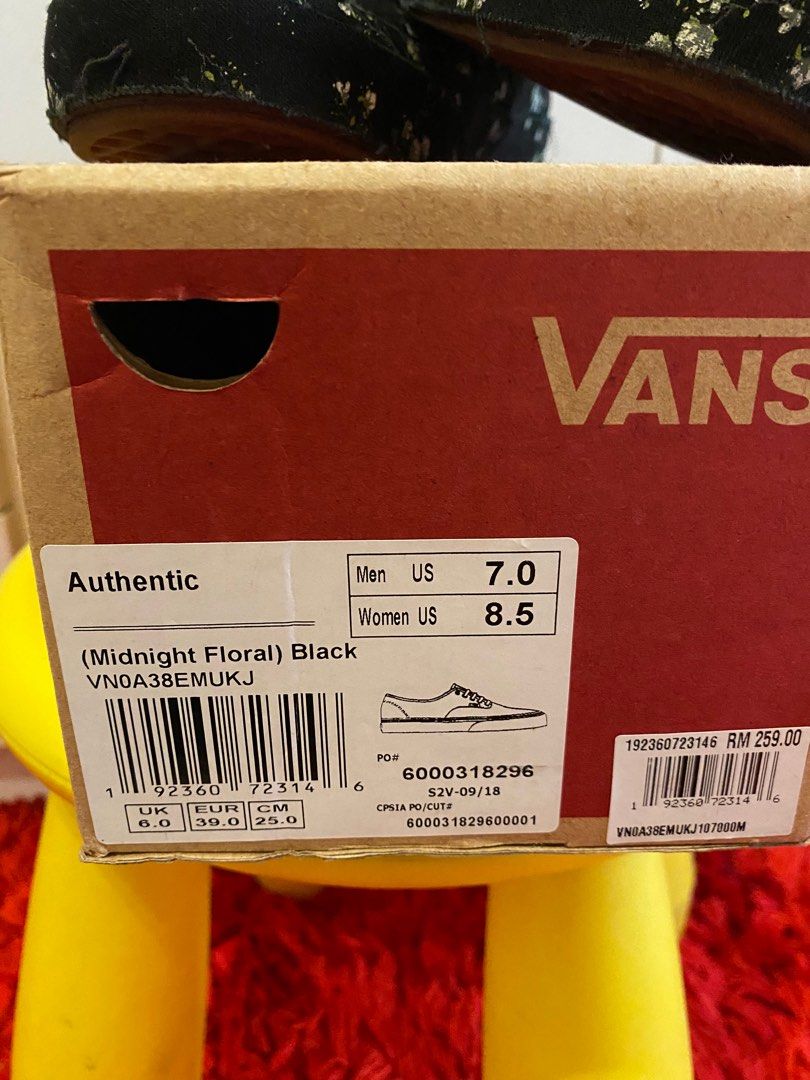 VANS
Authentic
Men US 7.0
Women US 8.5
(Midnight Floral) Black
VN0A38EMUKJ
1 92360 72314 6
UK 6.0 EUR 39.0 CM 25.0
PO#
6000318296
S2V-09/18
CPSIA PO/CUT#
600031829600001
192360723146 RM 259.00
1 92360 72314 6
VN0A38EMUKJ107000M